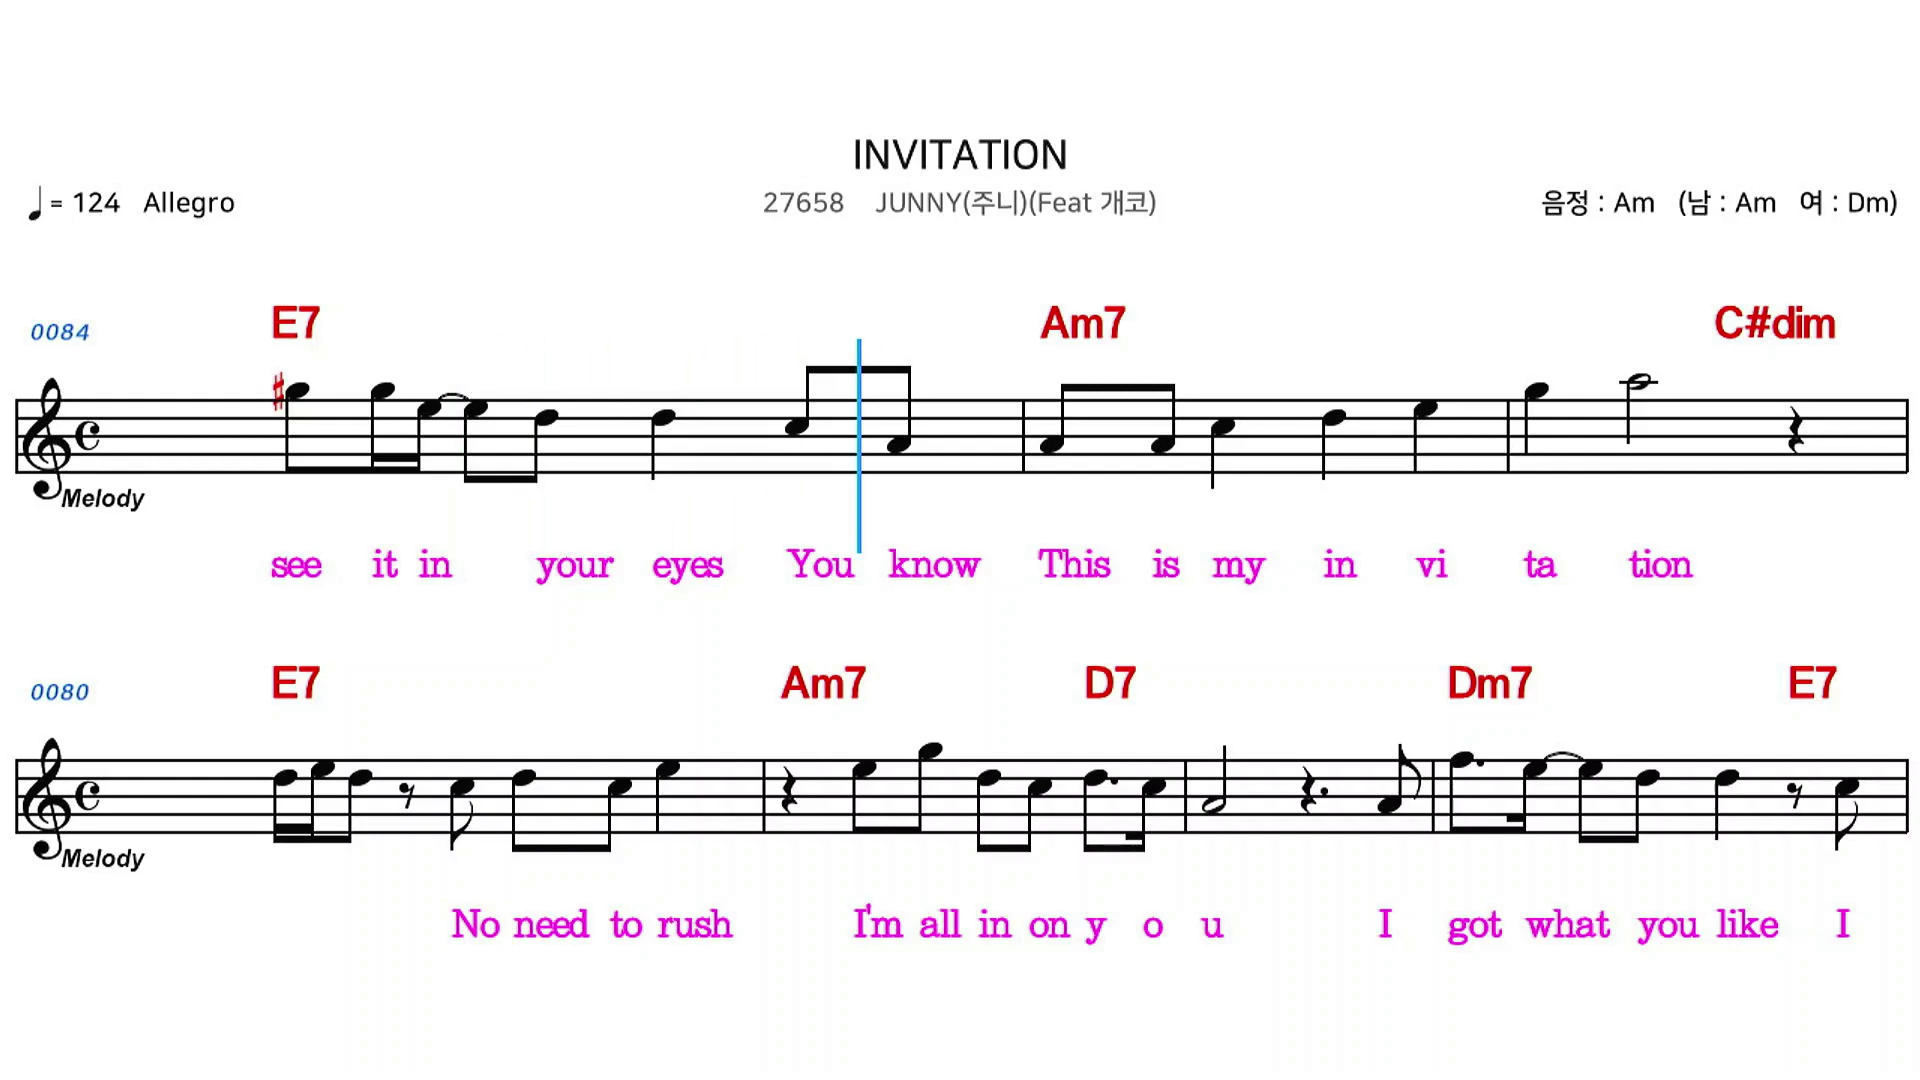 INVITATION
= 124 Allegro 27658 JUNNY(주니)(Feat 개코) 음정 : Am (남 : Am 여 : Dm)
0084 E7 Am7 C#dim
Melody
see it in your eyes You know This is my in vi ta tion
0080 E7 Am7 D7 Dm7 E7
Melody
No need to rush I'm all in on y o u I got what you like I